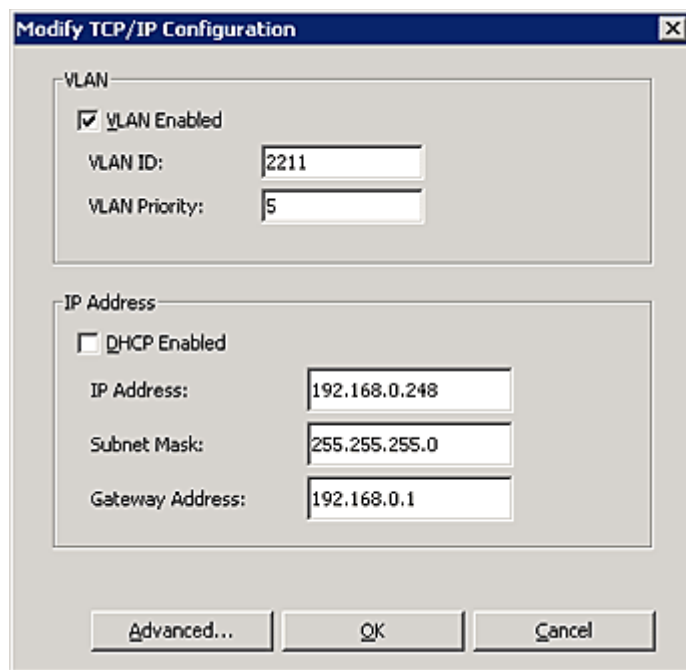 Modify TCP/IP Configuration
VLAN
VLAN Enabled
VLAN ID: 2211
VLAN Priority: 5
IP Address
DHCP Enabled
IP Address: 192.168.0.248
Subnet Mask: 255.255.255.0
Gateway Address: 192.168.0.1
Advanced... OK Cancel